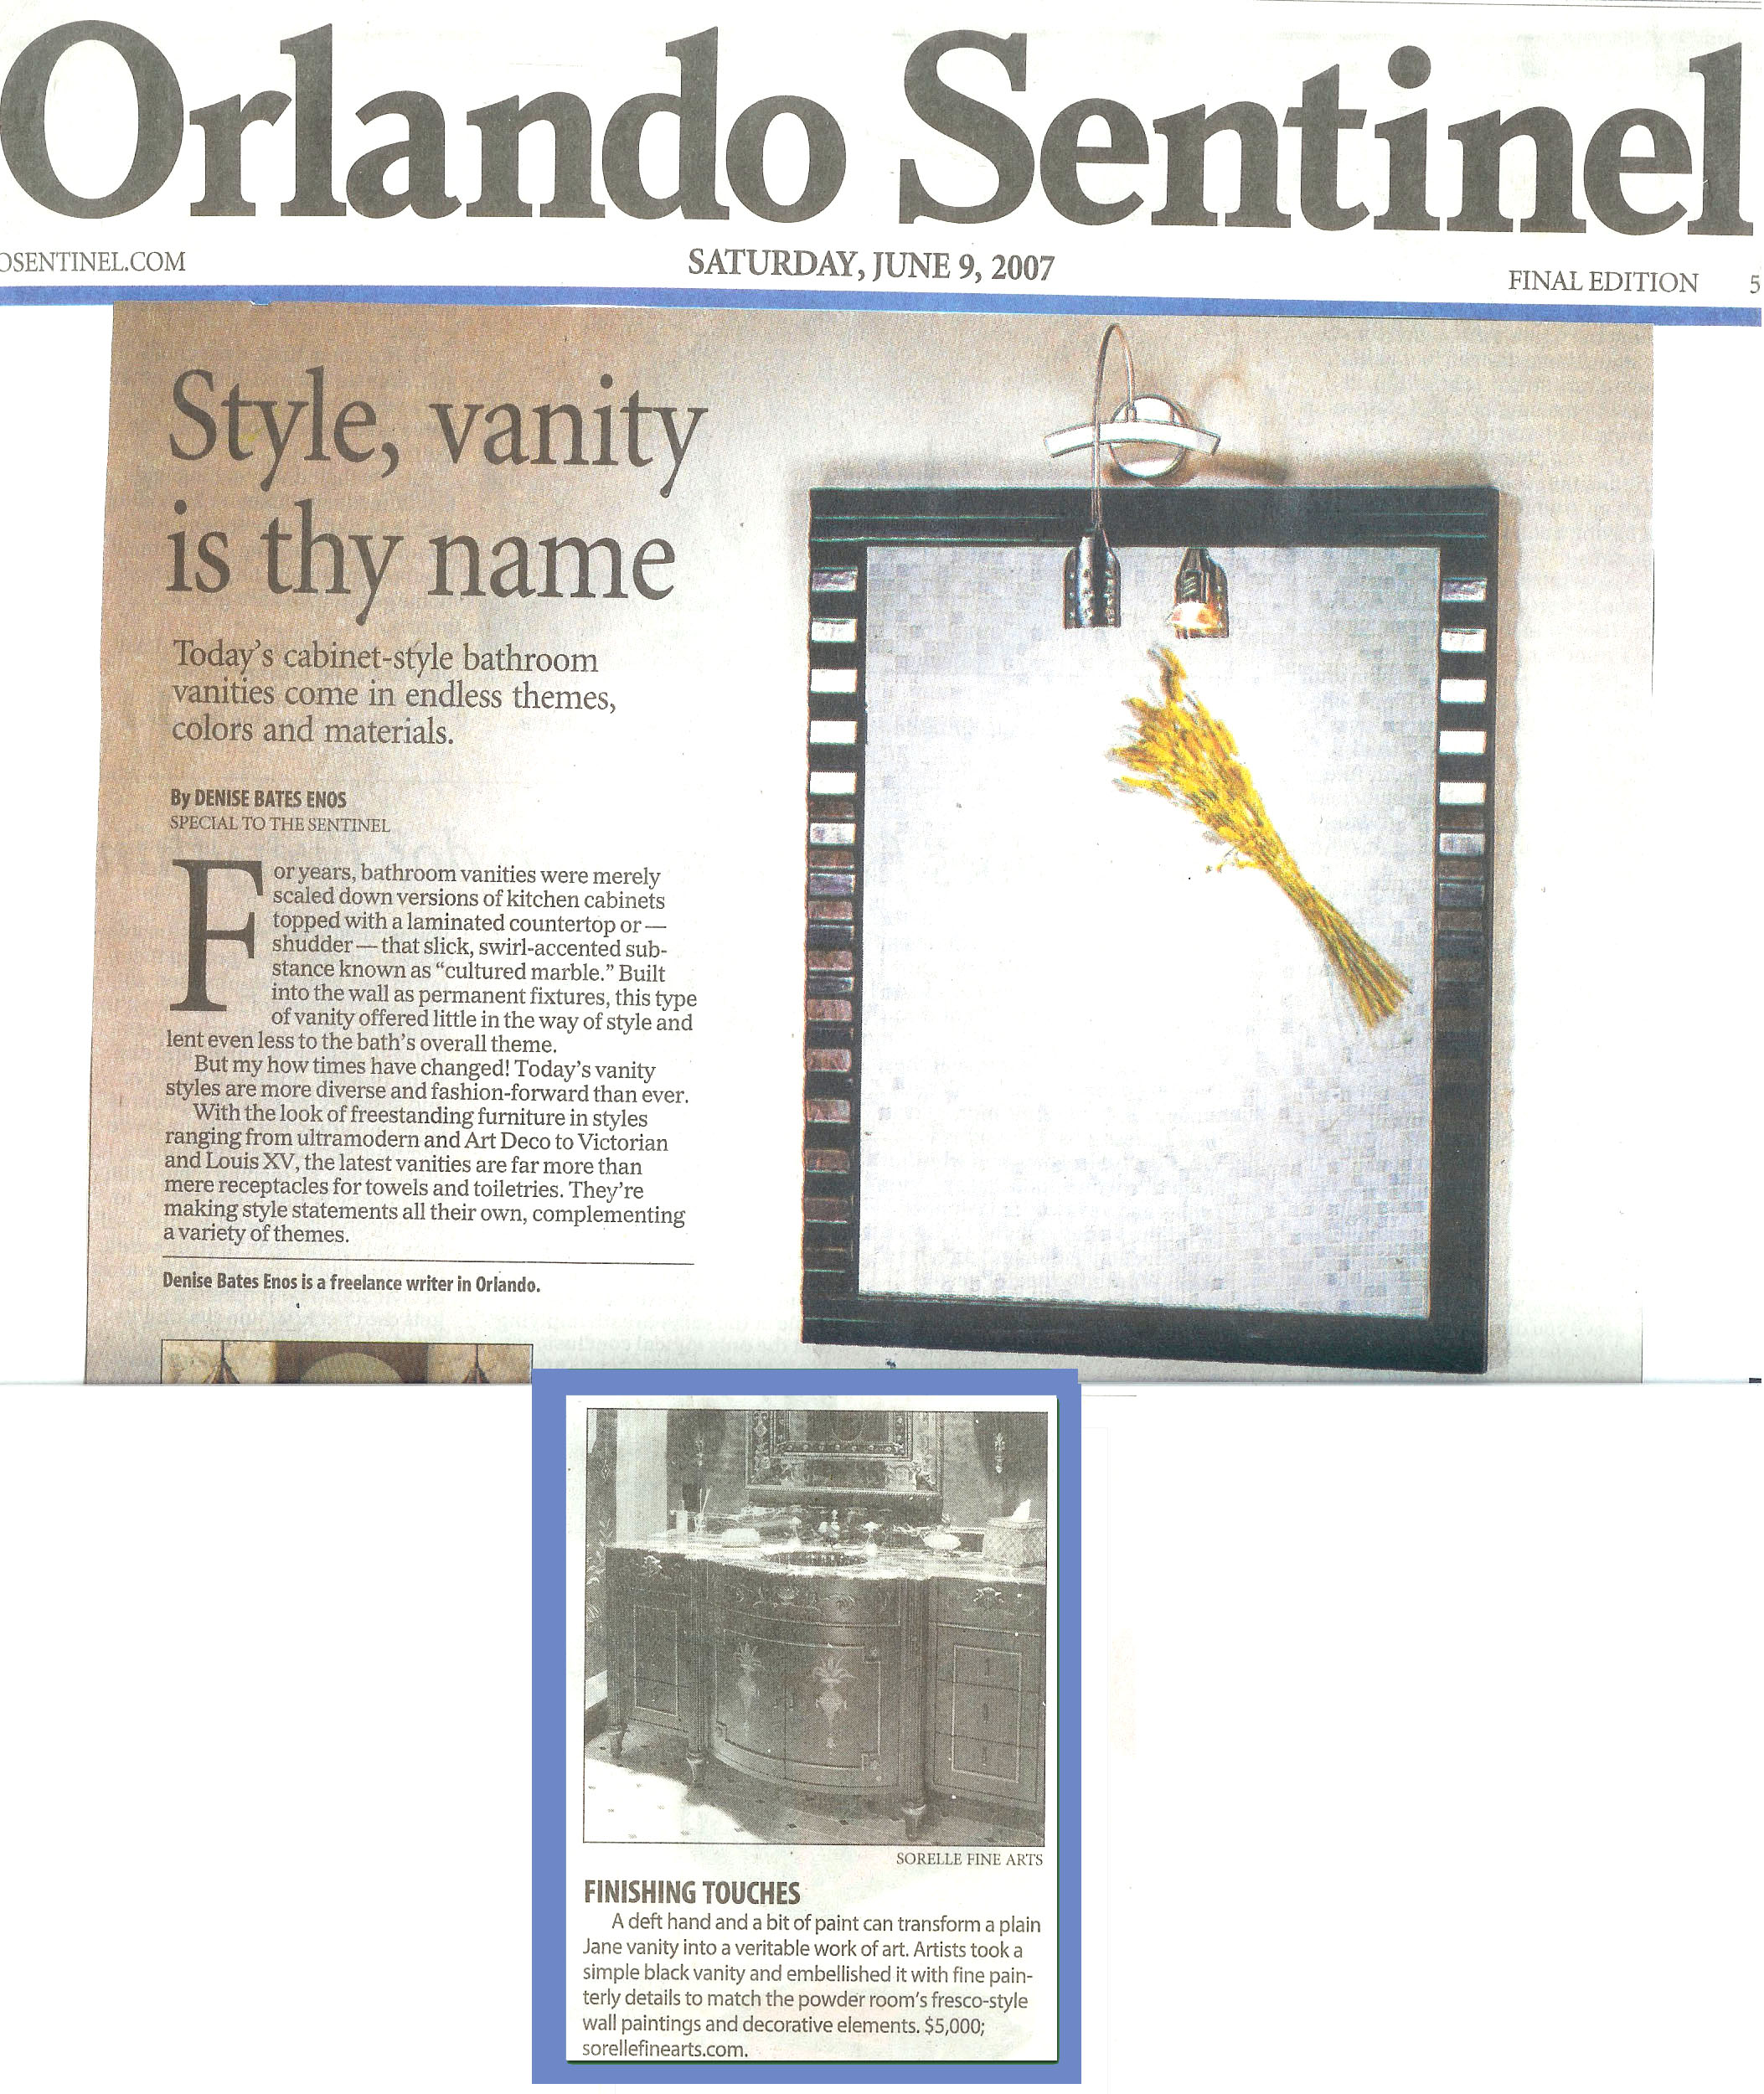 Orlando Sentinel
OSENTINEL.COM
SATURDAY, JUNE 9, 2007
FINAL EDITION 5
Style, vanity
is thy name
Today's cabinet-style bathroom
vanities come in endless themes,
colors and materials.
By DENISE BATES ENOS
SPECIAL TO THE SENTINEL
For years, bathroom vanities were merely
scaled down versions of kitchen cabinets
topped with a laminated countertop or —
shudder — that slick, swirl-accented sub-
stance known as “cultured marble.” Built
into the wall as permanent fixtures, this type
of vanity offered little in the way of style and
lent even less to the bath's overall theme.
But my how times have changed! Today's vanity
styles are more diverse and fashion-forward than ever.
With the look of freestanding furniture in styles
ranging from ultramodern and Art Deco to Victorian
and Louis XV, the latest vanities are far more than
mere receptacles for towels and toiletries. They're
making style statements all their own, complementing
a variety of themes.
Denise Bates Enos is a freelance writer in Orlando.
SORELLE FINE ARTS
FINISHING TOUCHES
A deft hand and a bit of paint can transform a plain
Jane vanity into a veritable work of art. Artists took a
simple black vanity and embellished it with fine pain-
terly details to match the powder room's fresco-style
wall paintings and decorative elements. $5,000;
sorellefinearts.com.